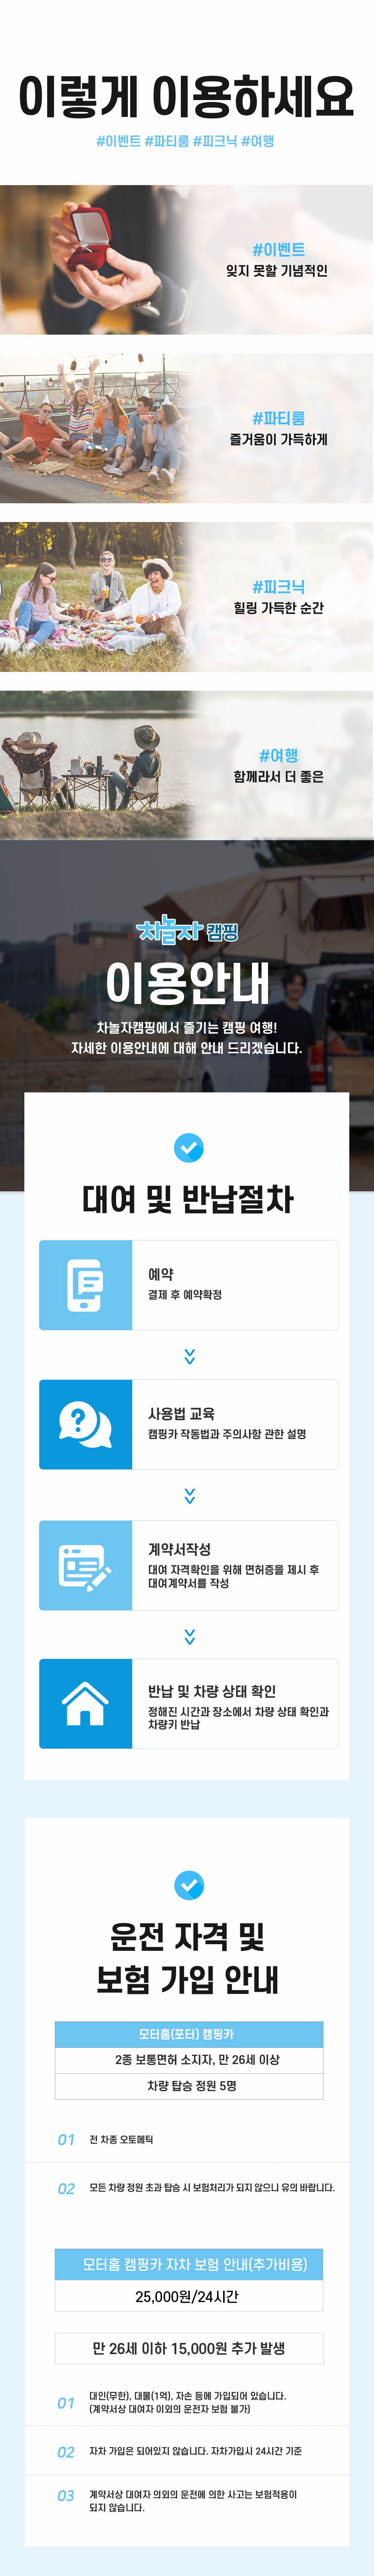 이렇게 이용하세요
#이벤트 #파티룸 #피크닉 #여행
#이벤트
잊지 못할 기념적인
#파티룸
즐거움이 가득하게
#피크닉
힐링 가득한 순간
#여행
함께라서 더 좋은
차놀자 캠핑
이용안내
차놀자캠핑에서 즐기는 캠핑 여행!
자세한 이용안내에 대해 안내 드리겠습니다.
대여 및 반납절차
예약
결제 후 예약확정
사용법 교육
캠핑카 작동법과 주의사항 관한 설명
계약서작성
대여 자격확인을 위해 면허증을 제시 후
대여계약서를 작성
반납 및 차량 상태 확인
정해진 시간과 장소에서 차량 상태 확인과
차량키 반납
운전 자격 및
보험 가입 안내
모터홈(포터) 캠핑카
2종 보통면허 소지자, 만 26세 이상
차량 탑승 정원 5명
01 전 차종 오토메틱
02 모든 차량 정원 초과 탑승 시 보험처리가 되지 않으니 유의 바랍니다.
모터홈 캠핑카 자차 보험 안내(추가비용)
25,000원/24시간
만 26세 이하 15,000원 추가 발생
01 대인(무한), 대물(1억), 자손 등에 가입되어 있습니다.
(계약서상 대여자 이외의 운전자 보험 불가)
02 자차 가입은 되어있지 않습니다. 자차가입시 24시간 기준
03 계약서상 대여자 의외의 운전에 의한 사고는 보험적용이
되지 않습니다.